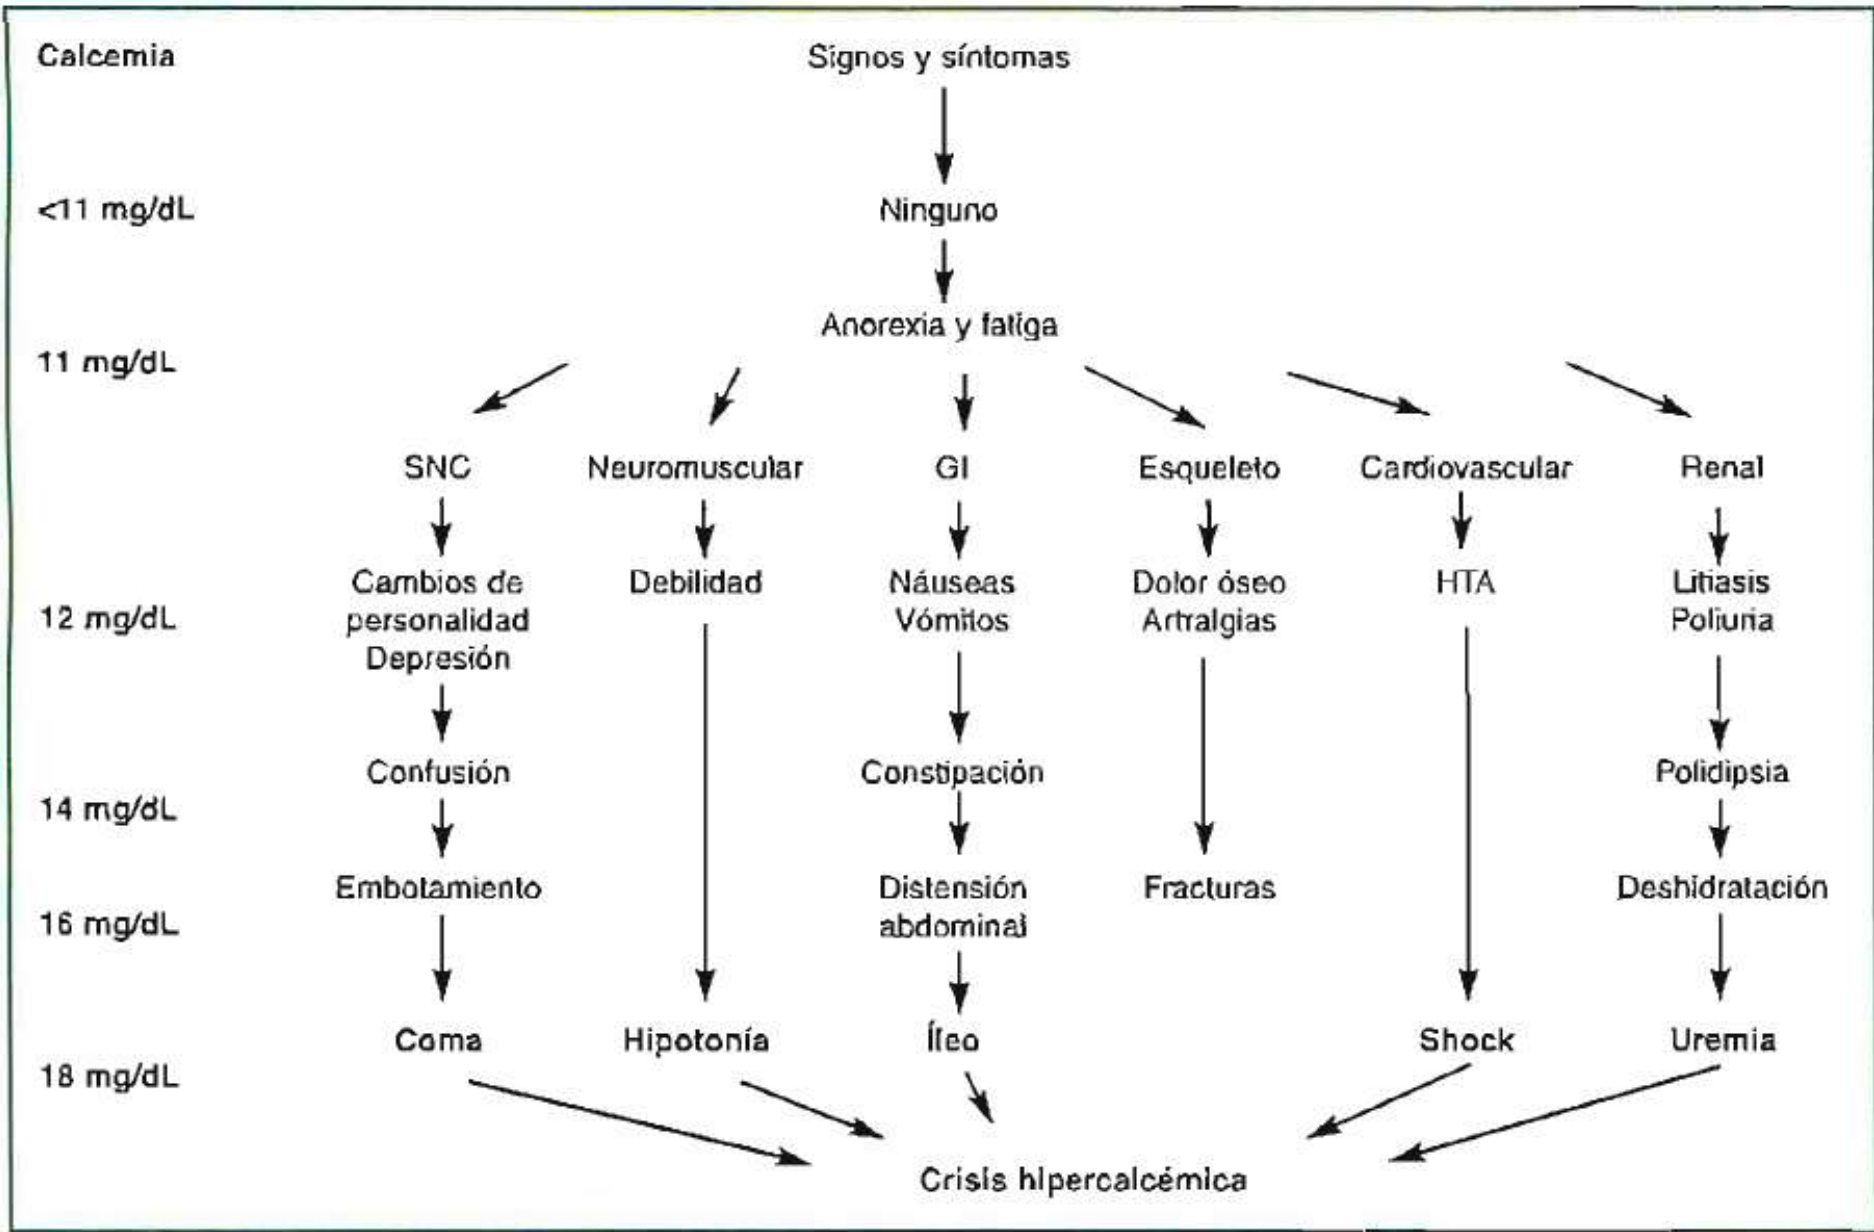 Calcemia Signos y síntomas
<11 mg/dL Ninguno
Anorexia y fatiga
11 mg/dL
SNC Neuromuscular GI Esqueleto Cardiovascular Renal
Cambios de Debilidad Náuseas Dolor óseo HTA Litiasis
12 mg/dL personalidad Vómitos Artralgias Poliuria
Depresión
Confusión Constipación Polidipsia
14 mg/dL
Embotamiento Distensión Fracturas Deshidratación
16 mg/dL abdominal
Coma Hipotonía Íleo Shock Uremia
18 mg/dL
Crisis hipercalcémica